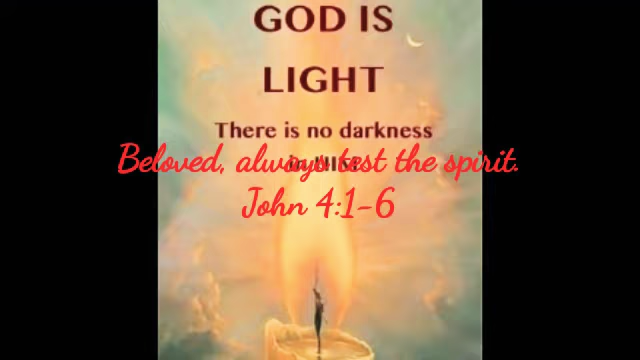 GOD IS
LIGHT
There is no darkness
Beloved, always test the spirit.
John 4:1-6